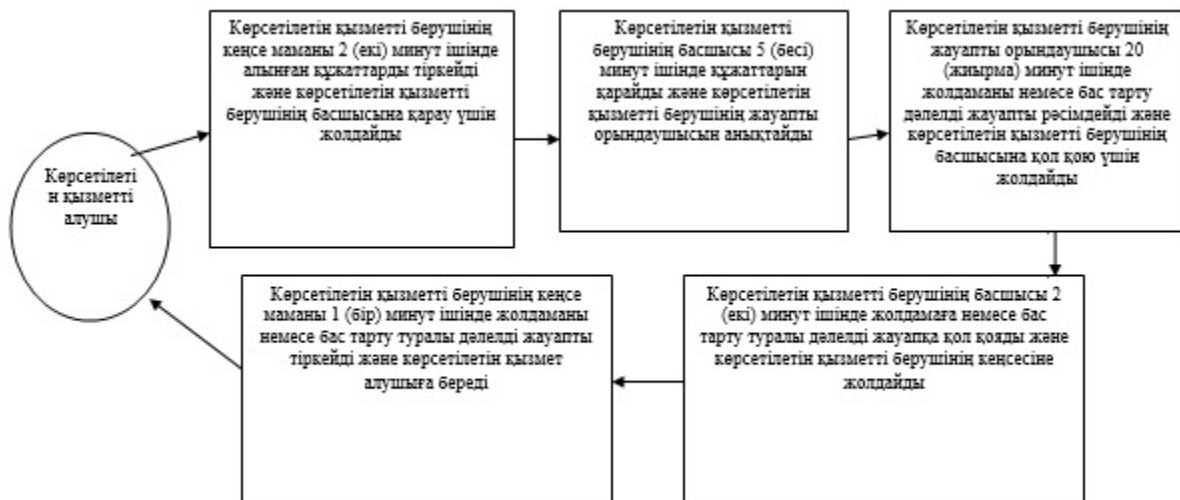 Көрсетілеті
н қызметті
алушы
Көрсетілетін қызметті берушінің
кеңсе маманы 2 (екі) минут ішінде
алынған құжаттарды тіркейді
және көрсетілетін қызметті
берушінің басшысына қарау үшін
жолдайды
Көрсетілетін қызметті
берушінің басшысы 5 (бесі)
минут ішінде құжаттарын
қарайды және көрсетілетін
қызметті берушінің жауапты
орындаушысын анықтайды
Көрсетілетін қызметті берушінің
жауапты орындаушысы 20
(жиырма) минут ішінде
жолдаманы немесе бас тарту
дәлелді жауапты рәсімдейді және
көрсетілетін қызметті берушінің
басшысына қол қою үшін
жолдайды
Көрсетілетін қызметті берушінің басшысы 2
(екі) минут ішінде жолдамаға немесе бас
тарту туралы дәлелді жауапқа қол қояды және
көрсетілетін қызметті берушінің кеңсесіне
жолдайды
Көрсетілетін қызметті берушінің кеңсе
маманы 1 (бір) минут ішінде жолдаманы
немесе бас тарту туралы дәлелді жауапты
тіркейді және көрсетілетін қызмет
алушыға береді